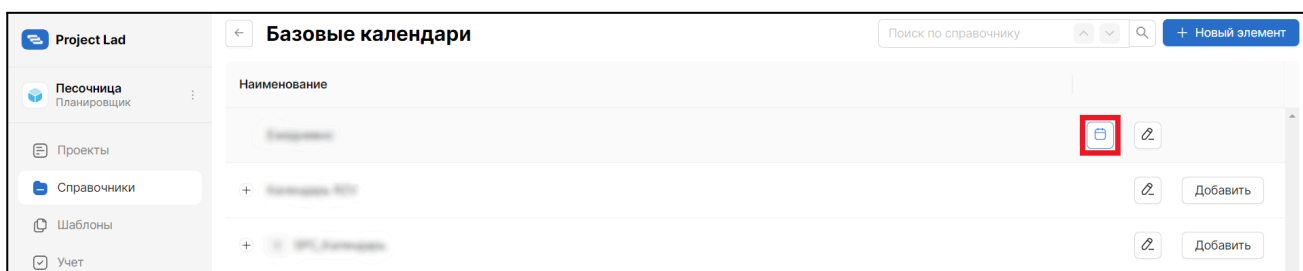 Project Lad
Базовые календари
Поиск по справочнику
+ Новый элемент
Песочница
Планировщик
Наименование
Проекты
Справочники
Добавить
Шаблоны
Добавить
Учет